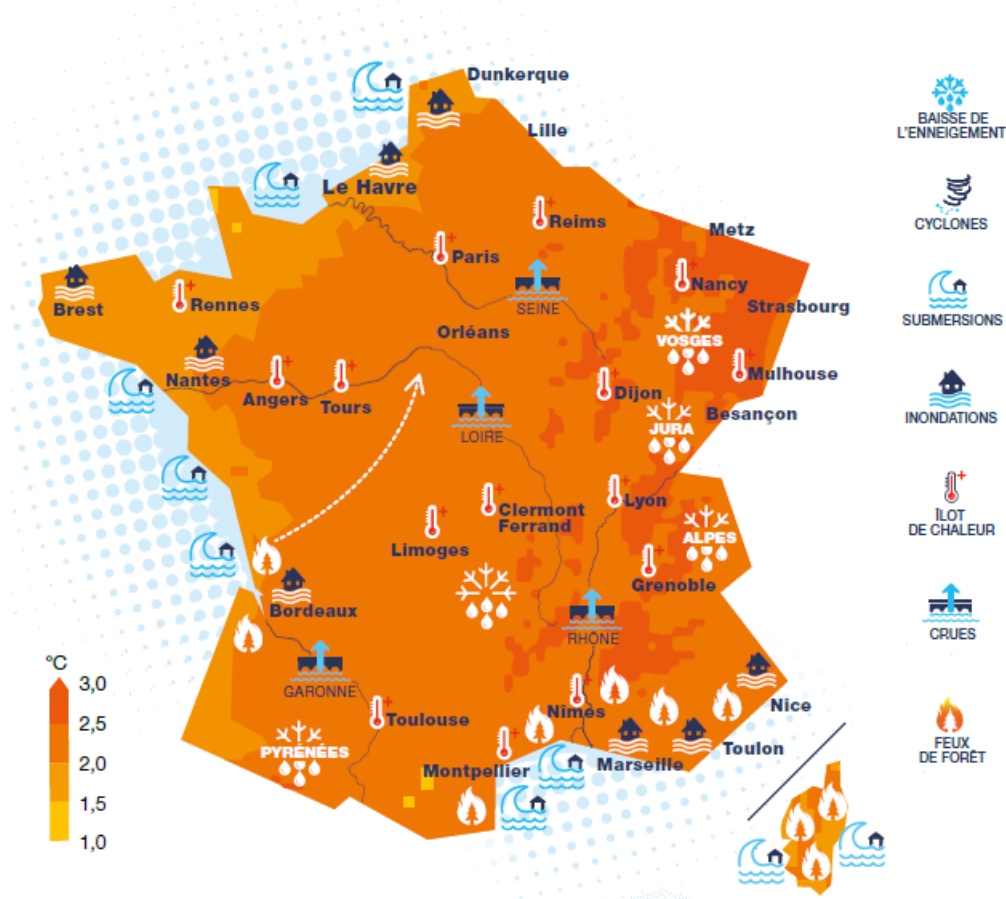 Dunkerque
BAISSE DE
L'ENNEIGEMENT
Lille
Le Havre
CYCLONES
Reims
Metz
Paris
Nancy
Brest
Rennes
SEINE
Strasbourg
SUBMERSIONS
Orléans
VOSGES
Nantes
Mulhouse
Angers
Tours
Dijon
Besançon
INONDATIONS
LOIRE
JURA
Lyon
Clermont
Ferrand
ÎLOT
DE CHALEUR
Limoges
ALPES
Grenoble
Bordeaux
RHÔNE
CRUES
°C
3,0
GARONNE
2,5
Toulouse
Nîmes
Nice
PYRÉNÉES
Toulon
FEUX
DE FORÊT
2,0
Montpellier
Marseille
1,5
1,0